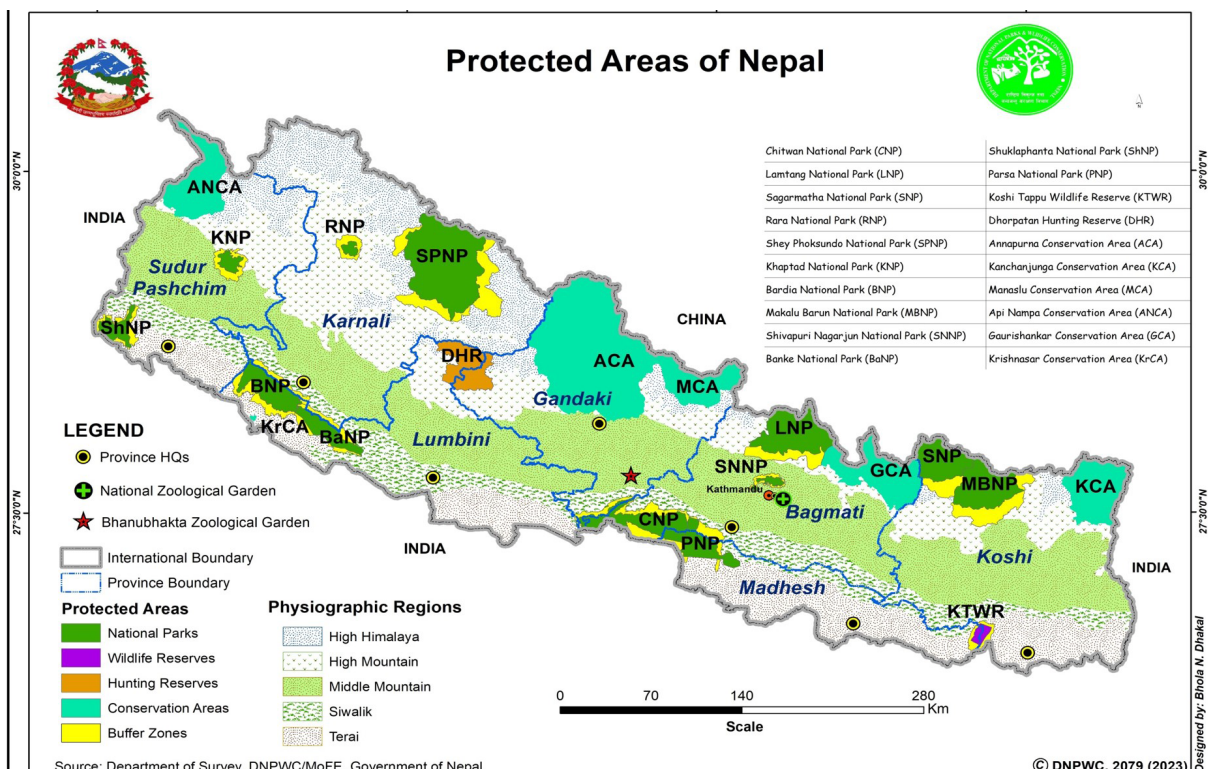 Protected Areas of Nepal
30°0'0"N
30°0'0"N
27°30'0"N
27°30'0"N
Chitwan National Park (CNP)
Shuklaphanta National Park (ShNP)
Lamtang National Park (LNP)
Parsa National Park (PNP)
Sagarmatha National Park (SNP)
Koshi Tappu Wildlife Reserve (KTWR)
Rara National Park (RNP)
Dhorpatan Hunting Reserve (DHR)
Shey Phoksundo National Park (SPNP)
Annapurna Conservation Area (ACA)
Khaptad National Park (KNP)
Kanchanjunga Conservation Area (KCA)
Bardia National Park (BNP)
Manaslu Conservation Area (MCA)
Makalu Barun National Park (MBNP)
Api Nampa Conservation Area (ANCA)
Shivapuri Nagarjun National Park (SNNP)
Gaurishankar Conservation Area (GCA)
Banke National Park (BaNP)
Krishnasar Conservation Area (KrCA)
ANCA
INDIA
KNP
RNP
SPNP
Sudur
Pashchim
Karnali
CHINA
ShNP
DHR
ACA
MCA
BNP
Gandaki
KrCA
BaNP
Lumbini
LNP
SNNP
Kathmandu
GCA
SNP
MBNP
KCA
Bagmati
CNP
PNP
INDIA
Koshi
INDIA
Madhesh
KTWR
LEGEND
Province HQs
National Zoological Garden
Bhanubhakta Zoological Garden
International Boundary
Province Boundary
Protected Areas
National Parks
Wildlife Reserves
Hunting Reserves
Conservation Areas
Buffer Zones
Physiographic Regions
High Himalaya
High Mountain
Middle Mountain
Siwalik
Terai
0 70 140 280
Km
Scale
Designed by: Bhola N. Dhakal
Source: Department of Survey, DNPWC/MoFE, Government of Nepal
© DNPWC, 2079 (2023)